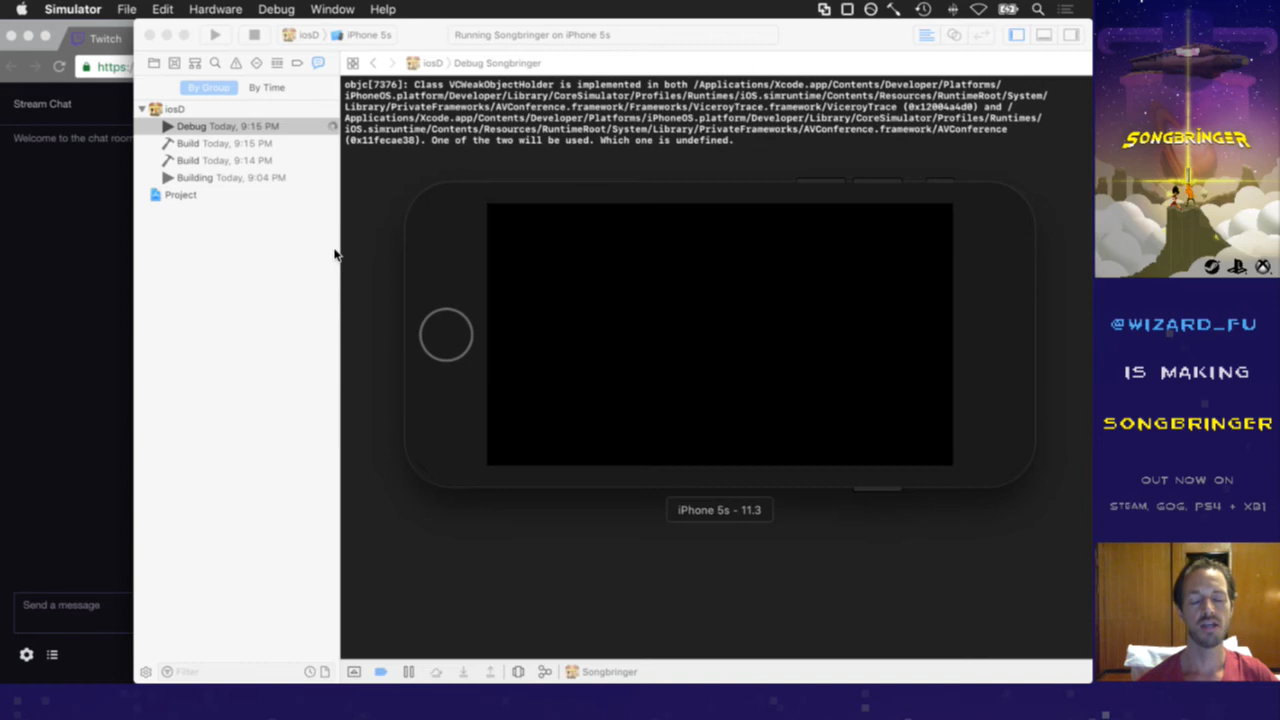 Simulator File Edit Hardware Debug Window Help
Twitch
https:
Stream Chat
Welcome to the chat room
Send a message
iosD iPhone 5s
Running Songbringer on iPhone 5s
By Group By Time
iosD
Debug Today, 9:15 PM
Build Today, 9:15 PM
Build Today, 9:14 PM
Building Today, 9:04 PM
Project
Filter
iosD Debug Songbringer
objc[7376]: Class VCWeakObjectHolder is implemented in both /Applications/Xcode.app/Contents/Developer/Platforms/
iPhoneOS.platform/Developer/Library/CoreSimulator/Profiles/Runtimes/iOS.simruntime/Contents/Resources/RuntimeRoot/System/
Library/PrivateFrameworks/AVConference.framework/Frameworks/ViceroyTrace.framework/ViceroyTrace (0x12004a4d0) and /
Applications/Xcode.app/Contents/Developer/Platforms/iPhoneOS.platform/Developer/Library/CoreSimulator/Profiles/Runtimes/
iOS.simruntime/Contents/Resources/RuntimeRoot/System/Library/PrivateFrameworks/AVConference.framework/AVConference
(0x11fecae38). One of the two will be used. Which one is undefined.
iPhone 5s - 11.3
Songbringer
SONGBRINGER
@WIZARD_FU
IS MAKING
SONGBRINGER
OUT NOW ON
STEAM, GOG, PS4 + XB1